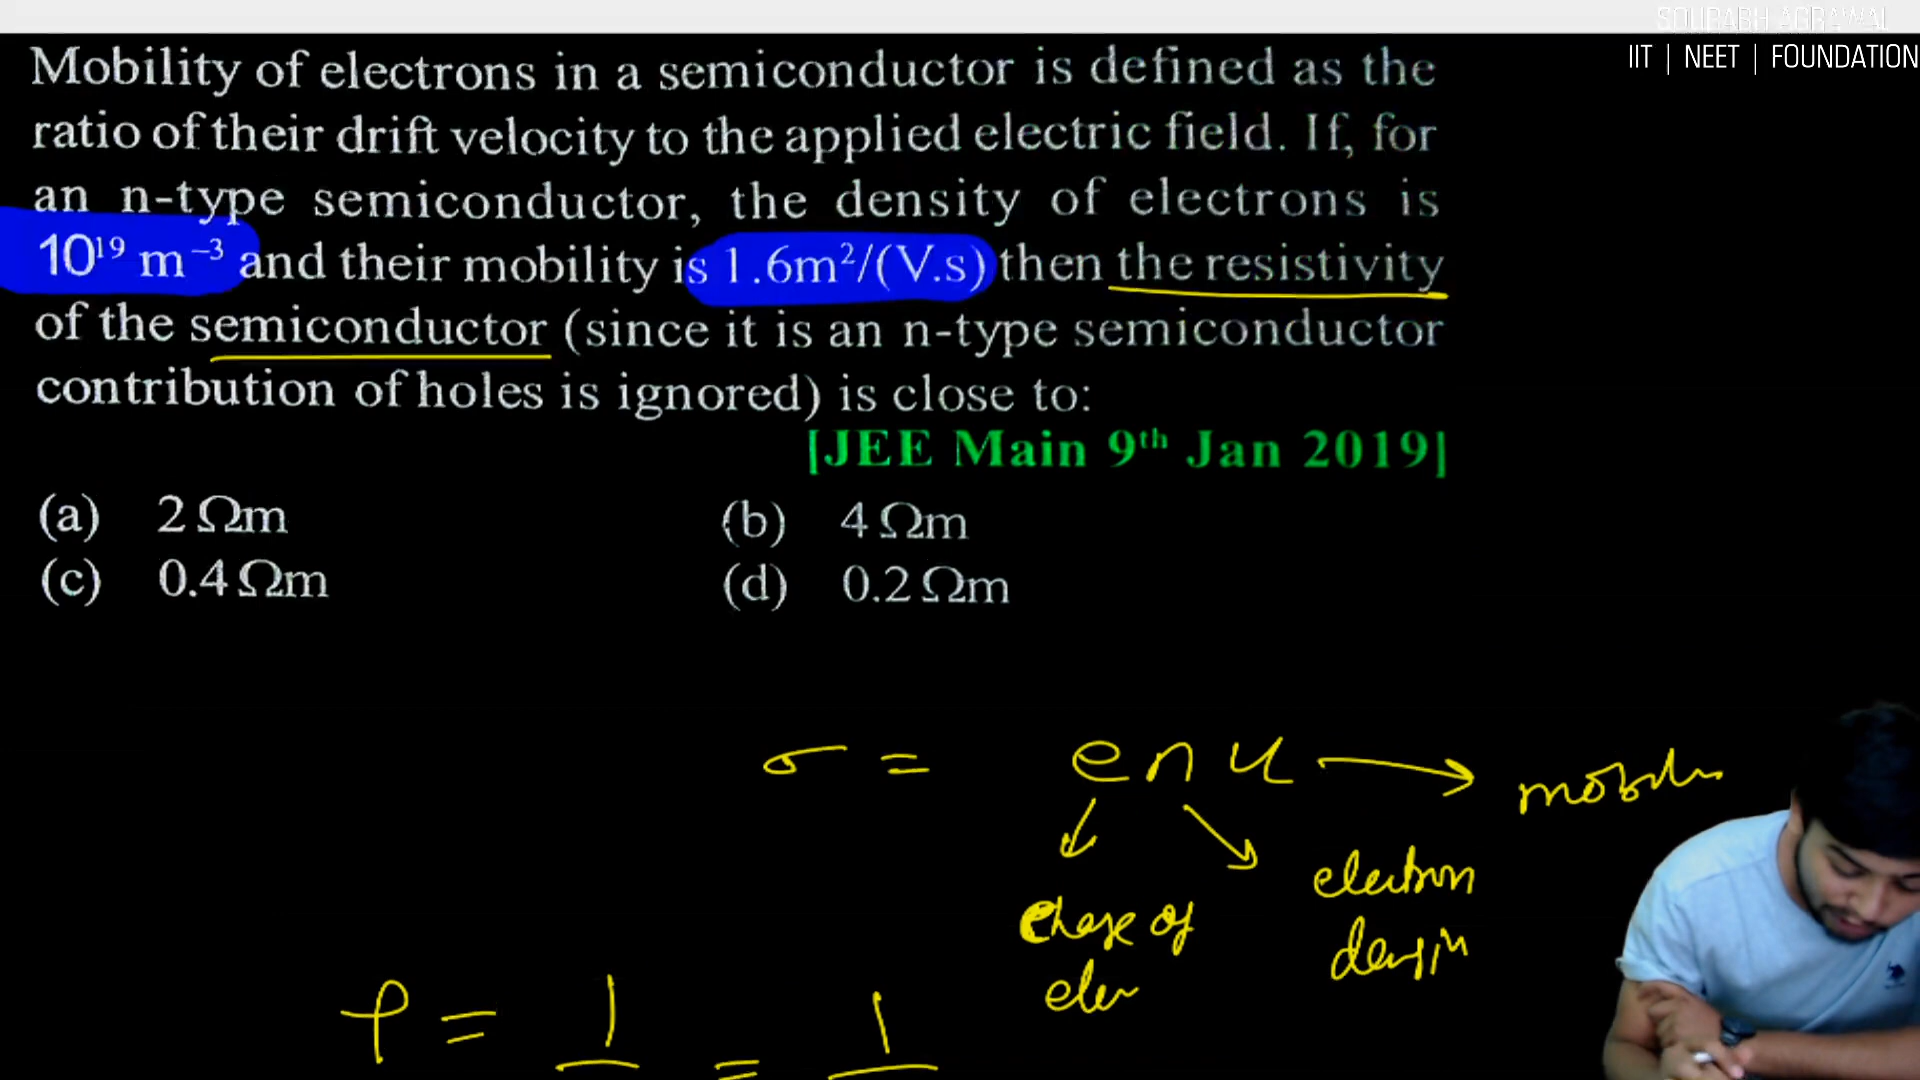 SOURABH AGRAWAL
IIT | NEET | FOUNDATION
Mobility of electrons in a semiconductor is defined as the
ratio of their drift velocity to the applied electric field. If, for
an n-type semiconductor, the density of electrons is
10¹⁹ m⁻³ and their mobility is 1.6m²/(V.s) then the resistivity
of the semiconductor (since it is an n-type semiconductor
contribution of holes is ignored) is close to:
[JEE Main 9ᵗʰ Jan 2019]
(a) 2 Ωm (b) 4 Ωm
(c) 0.4 Ωm (d) 0.2 Ωm
σ = e n μ →
electron
charge of
ρ = 1 = 1